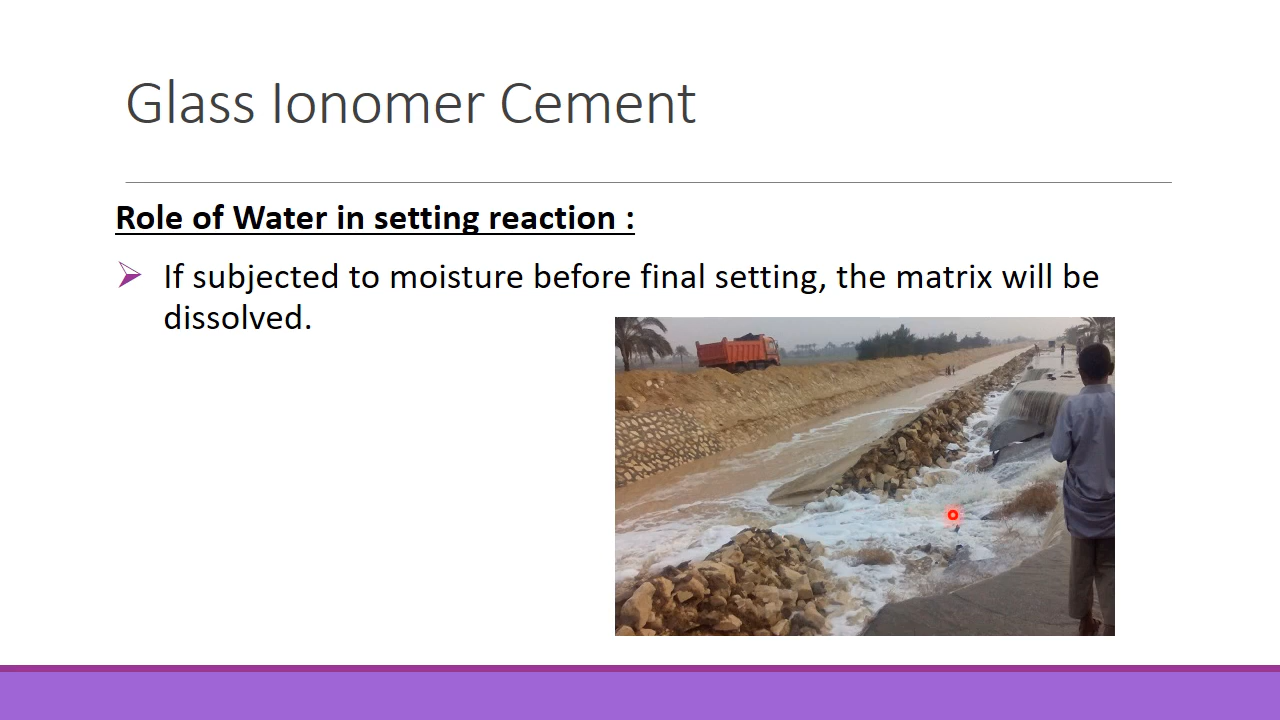 Glass Ionomer Cement
Role of Water in setting reaction :
If subjected to moisture before final setting, the matrix will be
dissolved.